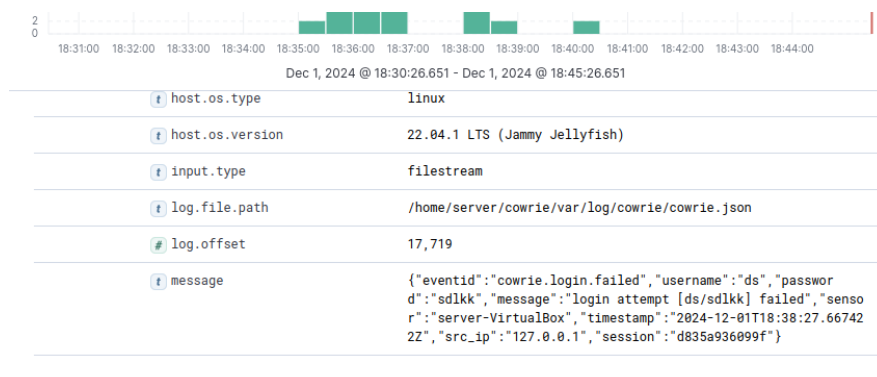 2
0
18:31:00 18:32:00 18:33:00 18:34:00 18:35:00 18:36:00 18:37:00 18:38:00 18:39:00 18:40:00 18:41:00 18:42:00 18:43:00 18:44:00
Dec 1, 2024 @ 18:30:26.651 - Dec 1, 2024 @ 18:45:26.651
t host.os.type linux
t host.os.version 22.04.1 LTS (Jammy Jellyfish)
t input.type filestream
t log.file.path /home/server/cowrie/var/log/cowrie/cowrie.json
# log.offset 17,719
t message {"eventid":"cowrie.login.failed","username":"ds","passwor
d":"sdlkk","message":"login attempt [ds/sdlkk] failed","senso
r":"server-VirtualBox","timestamp":"2024-12-01T18:38:27.66742
2Z","src_ip":"127.0.0.1","session":"d835a936099f"}